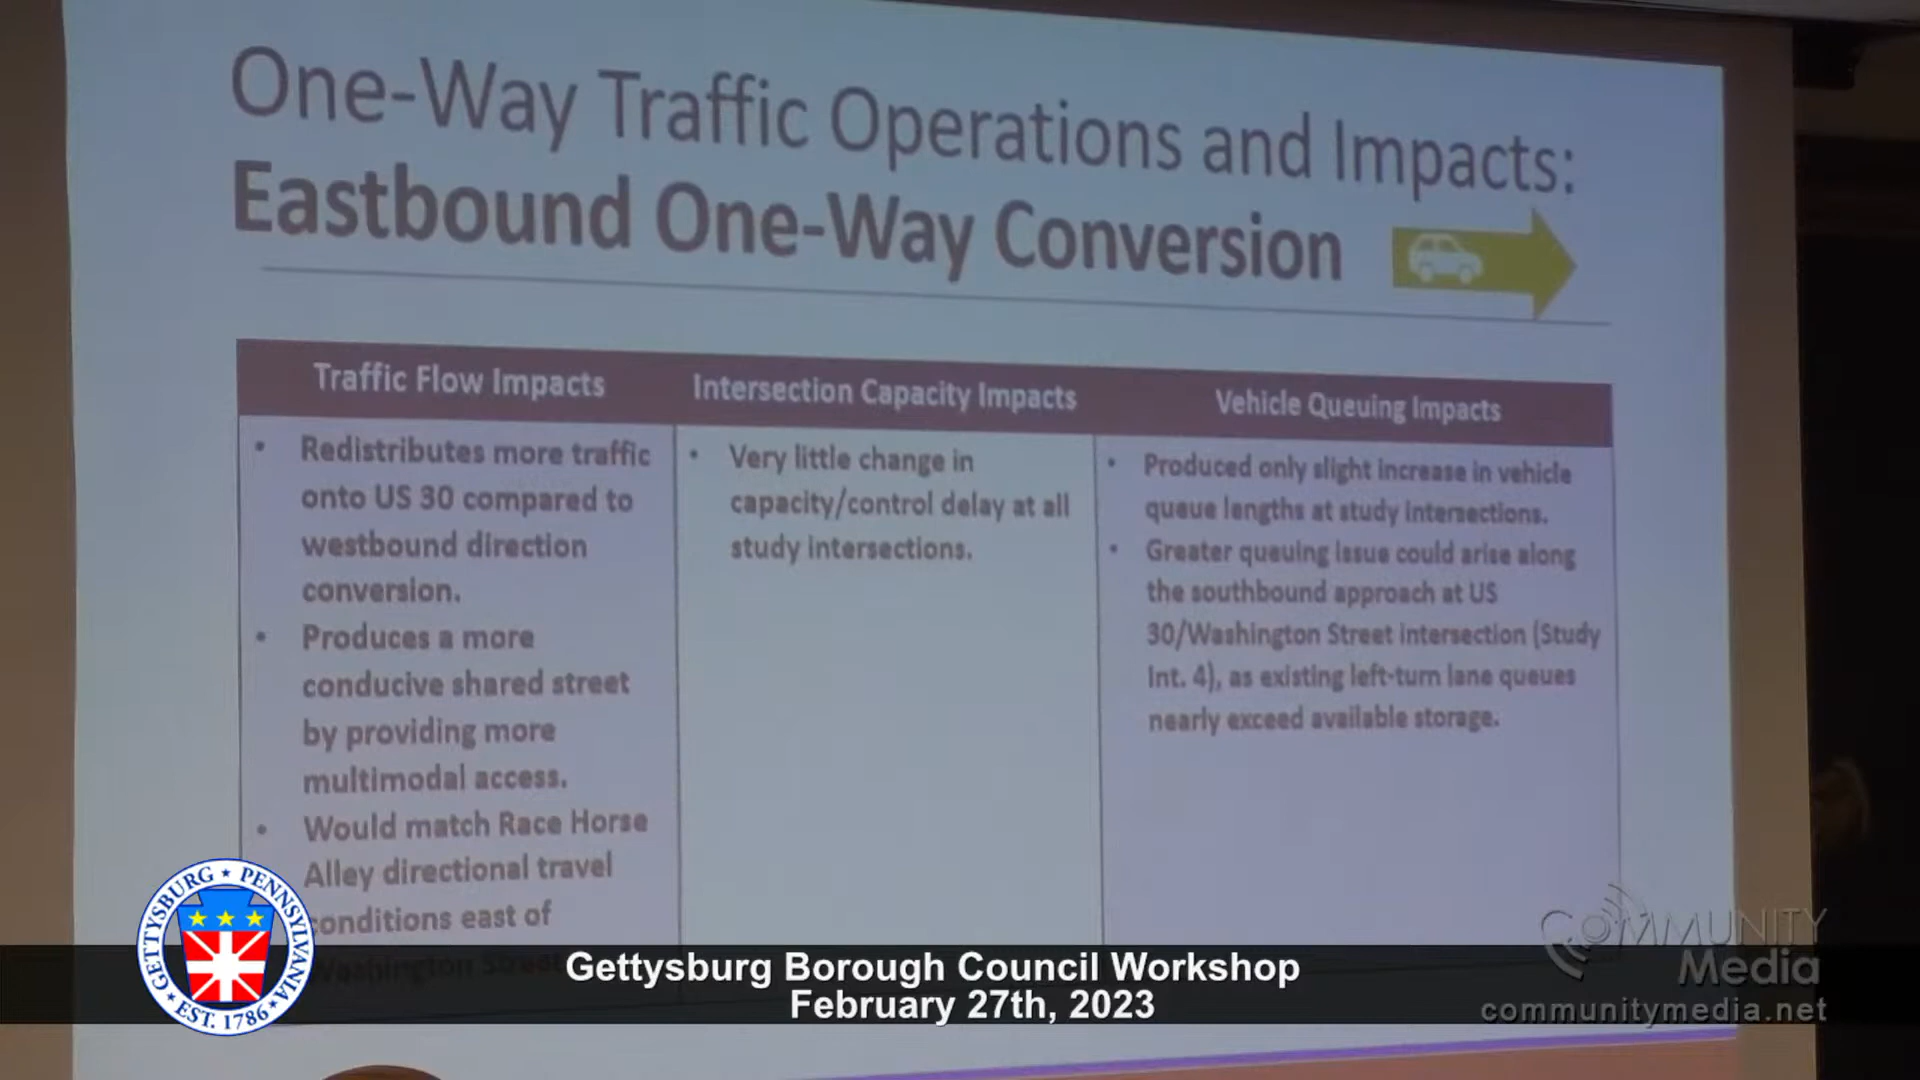 One-Way Traffic Operations and Impacts:
Eastbound One-Way Conversion
Traffic Flow Impacts
• Redistributes more traffic
onto US 30 compared to
westbound direction
conversion.
• Produces a more
conducive shared street
by providing more
multimodal access.
• Would match Race Horse
Alley directional travel
conditions east of
Washington Street
Intersection Capacity Impacts
• Very little change in
capacity/control delay at all
study intersections.
Vehicle Queuing Impacts
• Produced only slight increase in vehicle
queue lengths at study intersections.
• Greater queuing issue could arise along
the southbound approach at US
30/Washington Street intersection (Study
Int. 4), as existing left-turn lane queues
nearly exceed available storage.
GETTYSBURG ★ PENNSYLVANIA
★ EST. 1786 ★
Gettysburg Borough Council Workshop
February 27th, 2023
COMMUNITY
Media
communitymedia.net